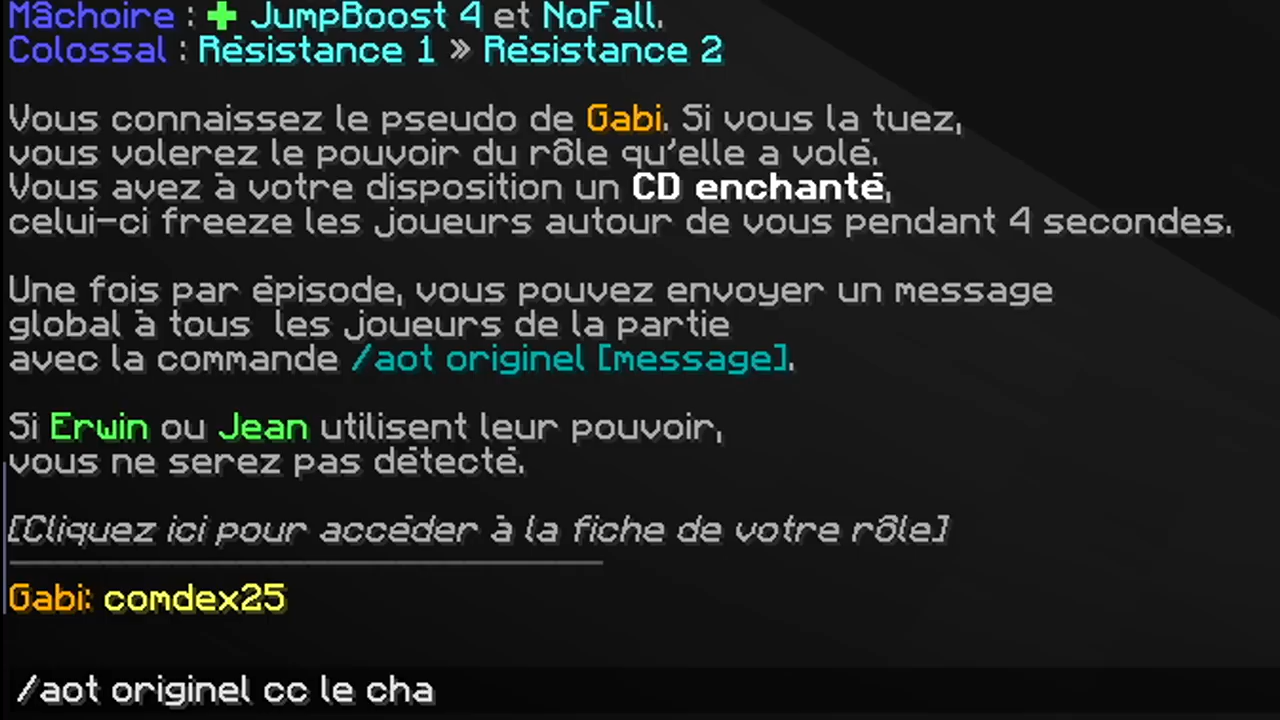 Mâchoire : ✚ JumpBoost 4 et NoFall.
Colossal : Résistance 1 » Résistance 2
Vous connaissez le pseudo de Gabi. Si vous la tuez,
vous volerez le pouvoir du rôle qu'elle a volé.
Vous avez à votre disposition un CD enchanté,
celui-ci freeze les joueurs autour de vous pendant 4 secondes.
Une fois par épisode, vous pouvez envoyer un message
global à tous  les joueurs de la partie
avec la commande /aot originel [message].
Si Erwin ou Jean utilisent leur pouvoir,
vous ne serez pas détecté.
[Cliquez ici pour accéder à la fiche de votre rôle]
Gabi: comdex25
/aot originel cc le cha